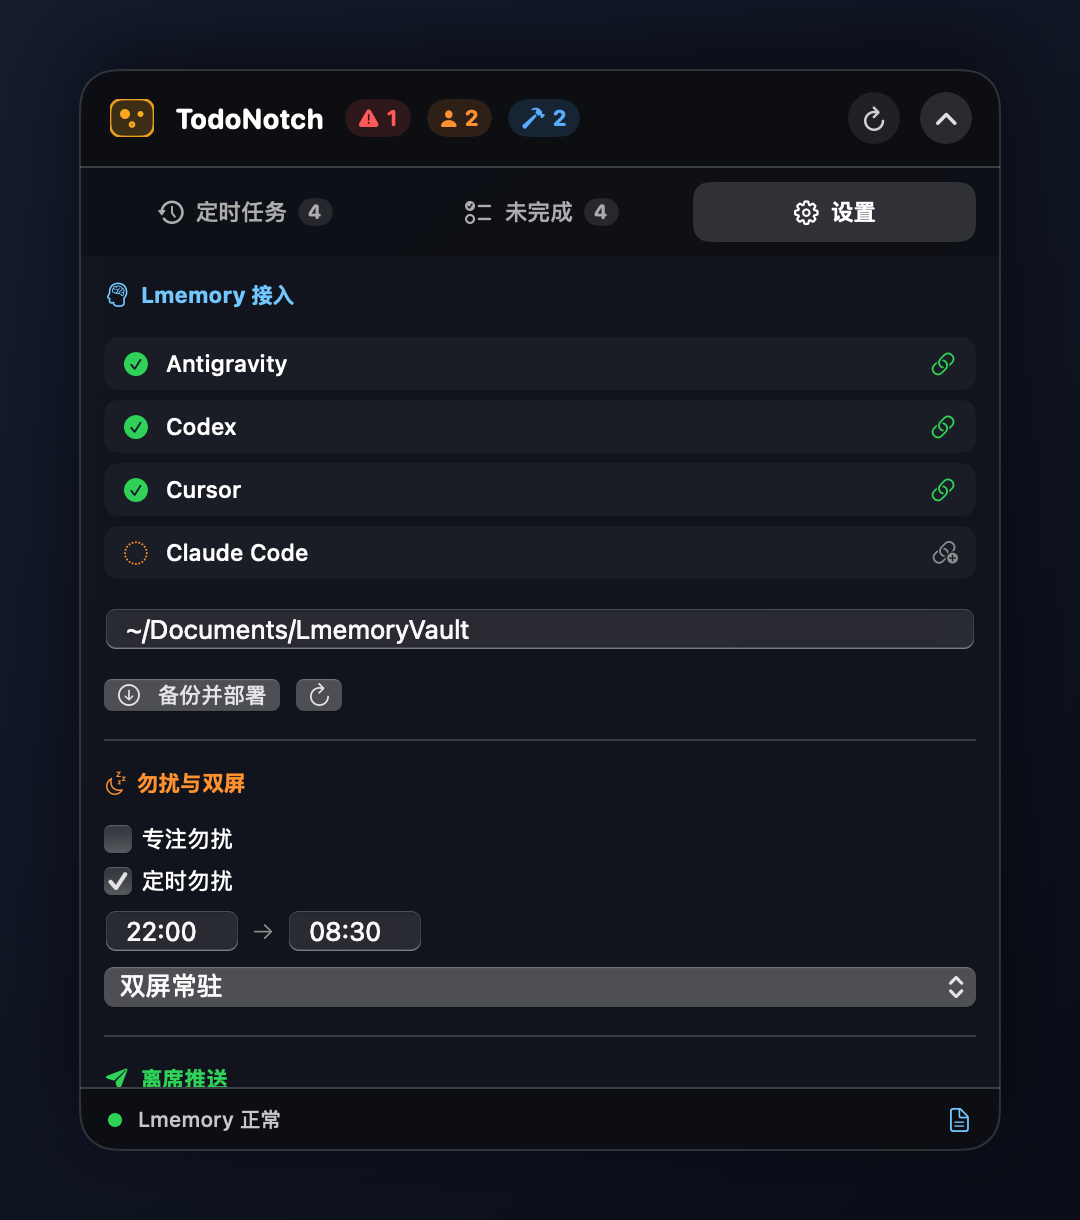 TodoNotch 1 2 2
定时任务 4 未完成 4 设置
Lmemory 接入
Antigravity
Codex
Cursor
Claude Code
~/Documents/LmemoryVault
备份并部署
勿扰与双屏
专注勿扰
定时勿扰
22:00 → 08:30
双屏常驻
离席推送
Lmemory 正常